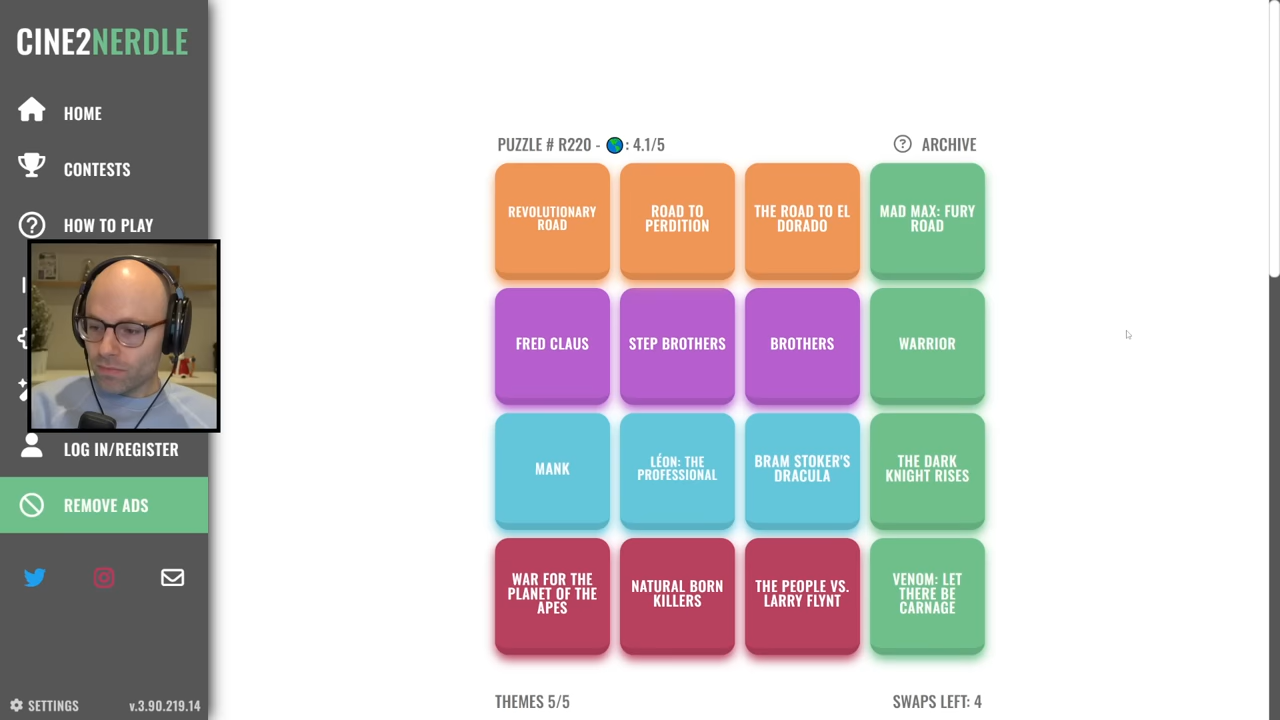 CINE2NERDLE
HOME
CONTESTS
HOW TO PLAY
LOG IN/REGISTER
REMOVE ADS
SETTINGS
v.3.90.219.14
PUZZLE # R220 - : 4.1/5
ARCHIVE
REVOLUTIONARY
ROAD
ROAD TO
PERDITION
THE ROAD TO EL
DORADO
MAD MAX: FURY
ROAD
FRED CLAUS
STEP BROTHERS
BROTHERS
WARRIOR
MANK
LÉON: THE
PROFESSIONAL
BRAM STOKER'S
DRACULA
THE DARK
KNIGHT RISES
WAR FOR THE
PLANET OF THE
APES
NATURAL BORN
KILLERS
THE PEOPLE VS.
LARRY FLYNT
VENOM: LET
THERE BE
CARNAGE
THEMES 5/5
SWAPS LEFT: 4